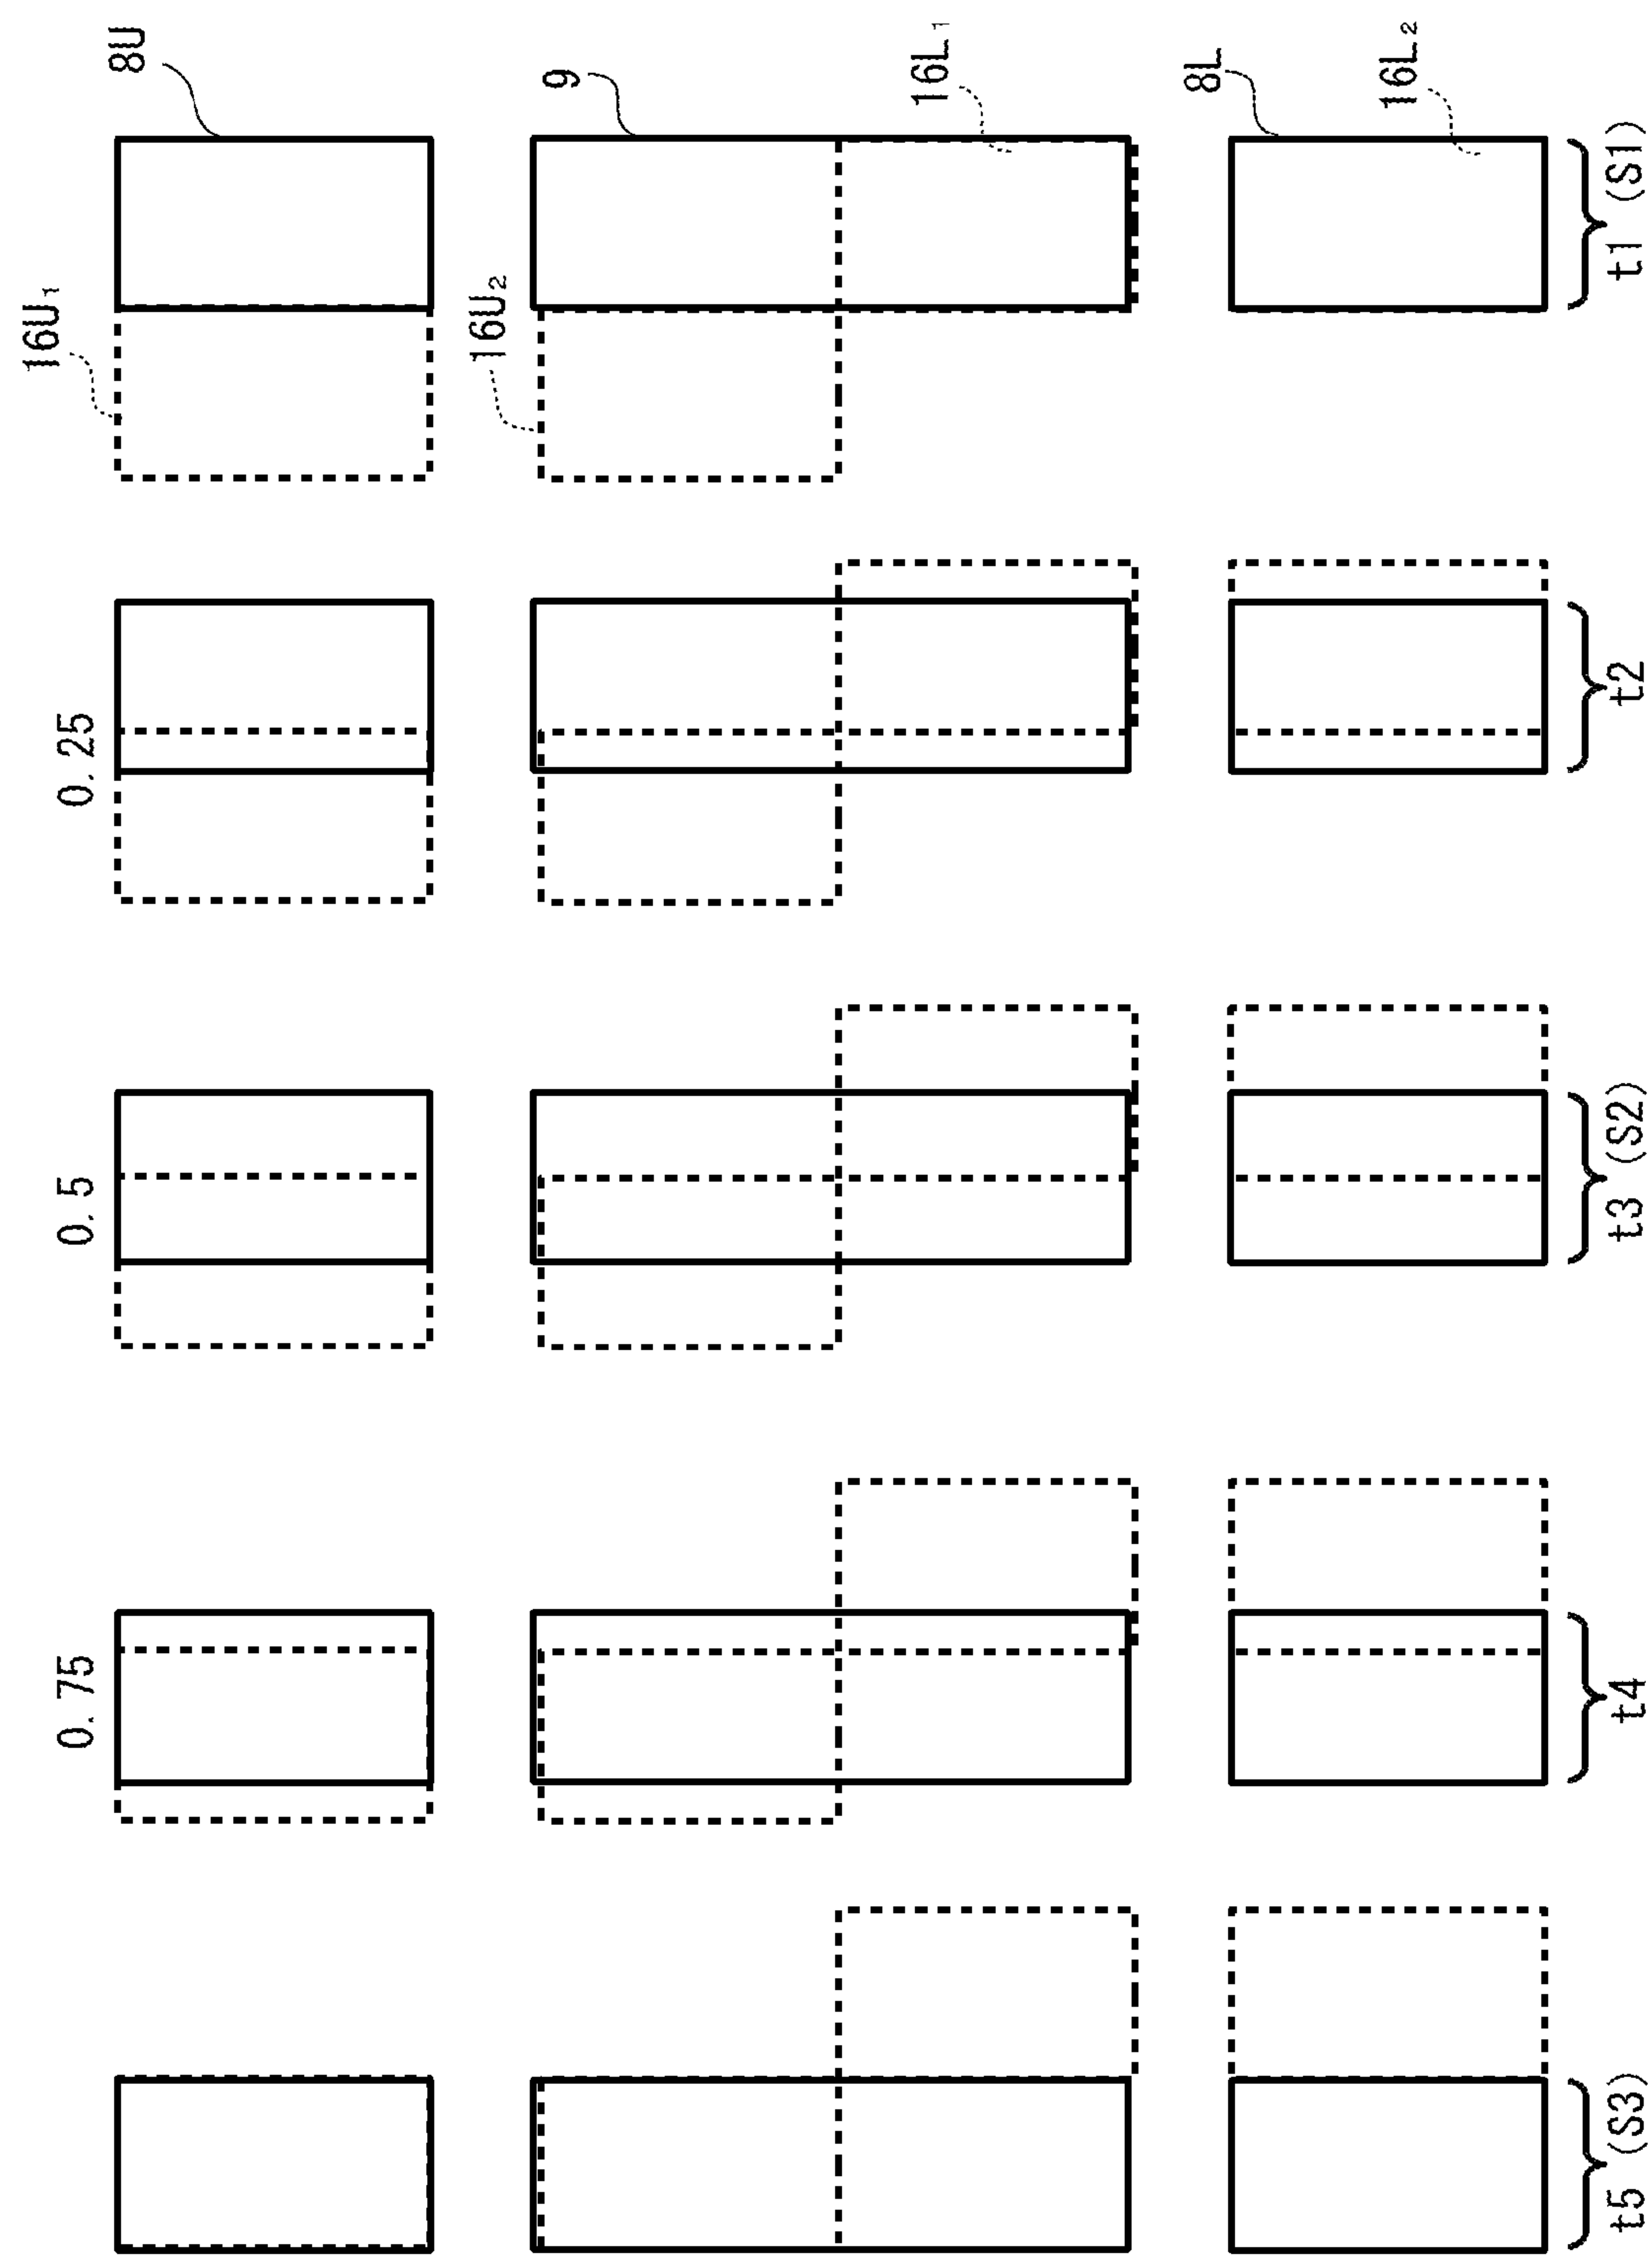 0. 75
0. 5
0. 25
16U₁
8U
16U₂
9
16L₁
8L
16L₂
t5 (S3)
t4
t3 (S2)
t2
t1 (S1)